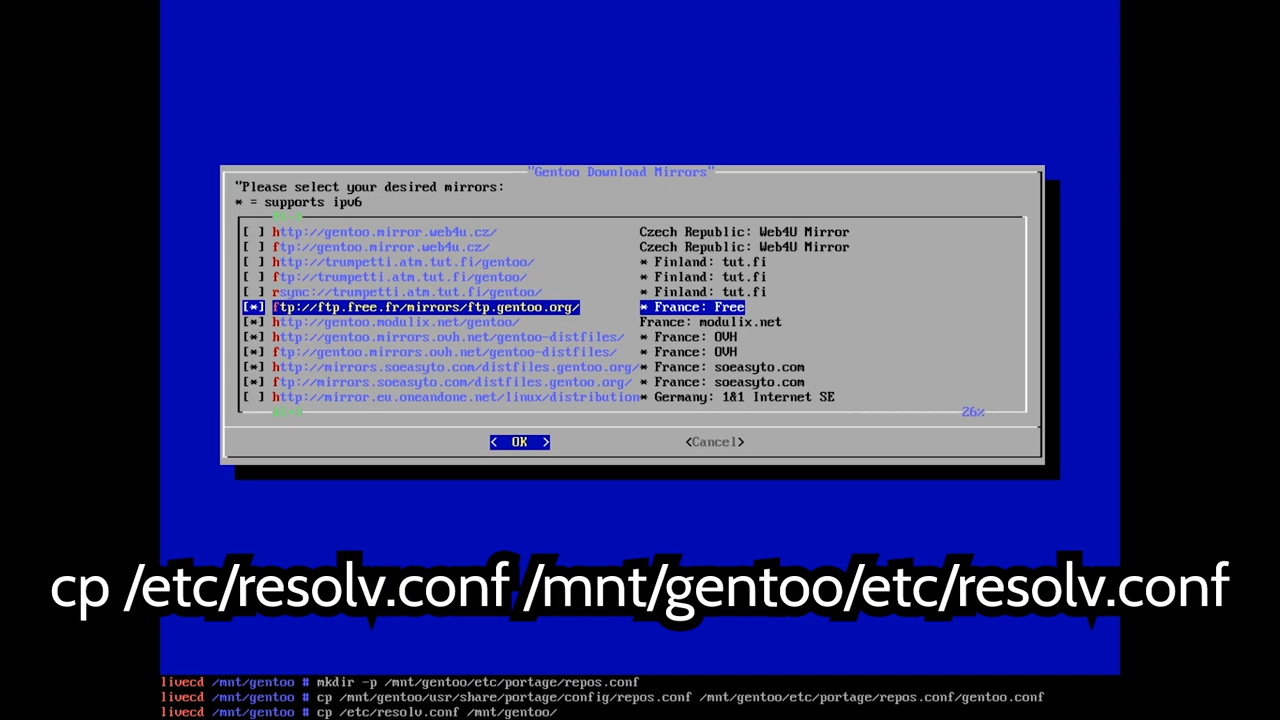 "Gentoo Download Mirrors"
"Please select your desired mirrors:
* = supports ipv6
[ ] http://gentoo.mirror.web4u.cz/ Czech Republic: Web4U Mirror
[ ] ftp://gentoo.mirror.web4u.cz/ Czech Republic: Web4U Mirror
[ ] http://trumpetti.atm.tut.fi/gentoo/ * Finland: tut.fi
[ ] ftp://trumpetti.atm.tut.fi/gentoo/ * Finland: tut.fi
[ ] rsync://trumpetti.atm.tut.fi/gentoo/ * Finland: tut.fi
[*] ftp://ftp.free.fr/mirrors/ftp.gentoo.org/ * France: Free
[*] http://gentoo.modulix.net/gentoo/ France: modulix.net
[*] http://gentoo.mirrors.ovh.net/gentoo-distfiles/ * France: OVH
[*] ftp://gentoo.mirrors.ovh.net/gentoo-distfiles/ * France: OVH
[*] http://mirrors.soeasyto.com/distfiles.gentoo.org/* France: soeasyto.com
[*] ftp://mirrors.soeasyto.com/distfiles.gentoo.org/ * France: soeasyto.com
[ ] http://mirror.eu.oneandone.net/linux/distribution* Germany: 1&1 Internet SE
26%
< OK > <Cancel>
cp /etc/resolv.conf /mnt/gentoo/etc/resolv.conf
livecd /mnt/gentoo # mkdir -p /mnt/gentoo/etc/portage/repos.conf
livecd /mnt/gentoo # cp /mnt/gentoo/usr/share/portage/config/repos.conf /mnt/gentoo/etc/portage/repos.conf/gentoo.conf
livecd /mnt/gentoo # cp /etc/resolv.conf /mnt/gentoo/